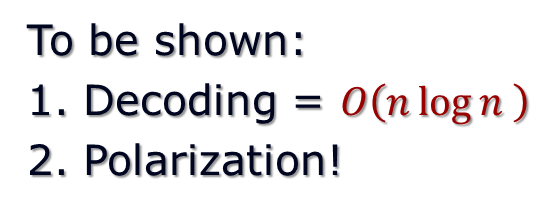 To be shown:
1. Decoding = O(n log n )
2. Polarization!